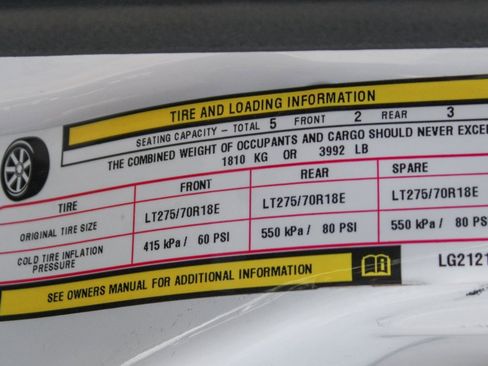 TIRE AND LOADING INFORMATION
SEATING CAPACITY - TOTAL 5 FRONT 2 REAR 3
THE COMBINED WEIGHT OF OCCUPANTS AND CARGO SHOULD NEVER EXCE
1810 KG OR 3992 LB
TIRE FRONT REAR SPARE
ORIGINAL TIRE SIZE LT275/70R18E LT275/70R18E LT275/70R18E
COLD TIRE INFLATION PRESSURE 415 kPa / 60 PSI 550 kPa / 80 PSI 550 kPa / 80 PS
SEE OWNERS MANUAL FOR ADDITIONAL INFORMATION
LG2121